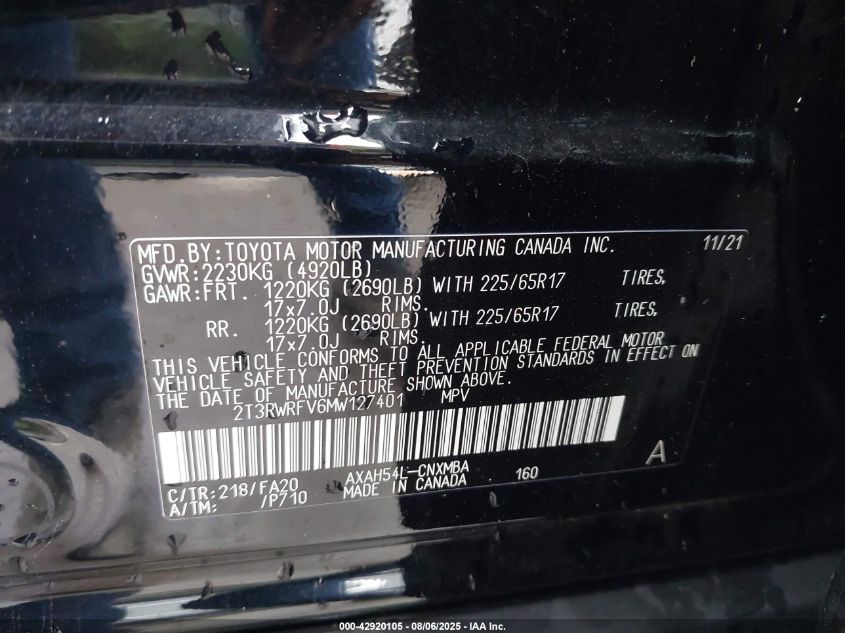 MFD.BY:TOYOTA MOTOR MANUFACTURING CANADA INC. 11/21
GVWR:2230KG (4920LB)
GAWR:FRT. 1220KG (2690LB) WITH 225/65R17 TIRES,
17x7.0J RIMS.
RR. 1220KG (2690LB) WITH 225/65R17 TIRES,
17x7.0J RIMS.
THIS VEHICLE CONFORMS TO ALL APPLICABLE FEDERAL MOTOR
VEHICLE SAFETY AND THEFT PREVENTION STANDARDS IN EFFECT ON
THE DATE OF MANUFACTURE SHOWN ABOVE.
2T3RWRFV6MW127401 MPV
A
C/TR:218/FA20 AXAH54L-CNXMBA 160
A/TM: /P710 MADE IN CANADA
000-42920105 - 08/06/2025 - IAA Inc.